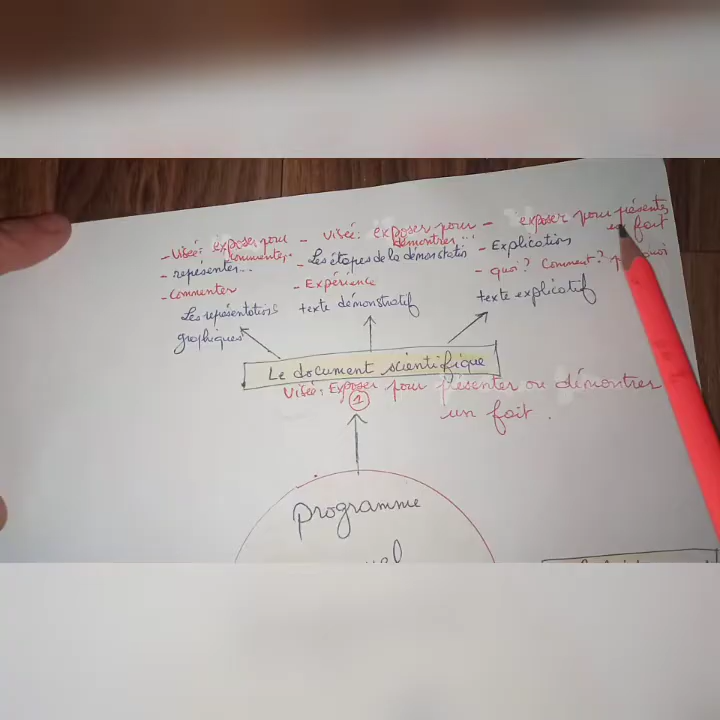 - Visée: exposer pour
commenter.
- représenter...
- Commenter
Les représentations
graphiques
- Visée: exposer pour
démontrer...
- Les étapes de la démonstration
- Expérience
texte démonstratif
- exposer pour présenter
un fait
- Explication
- quoi? Comment? pourquoi
texte explicatif
Le document scientifique
Visée: Exposer pour présenter ou démontrer
un fait.
1
programme